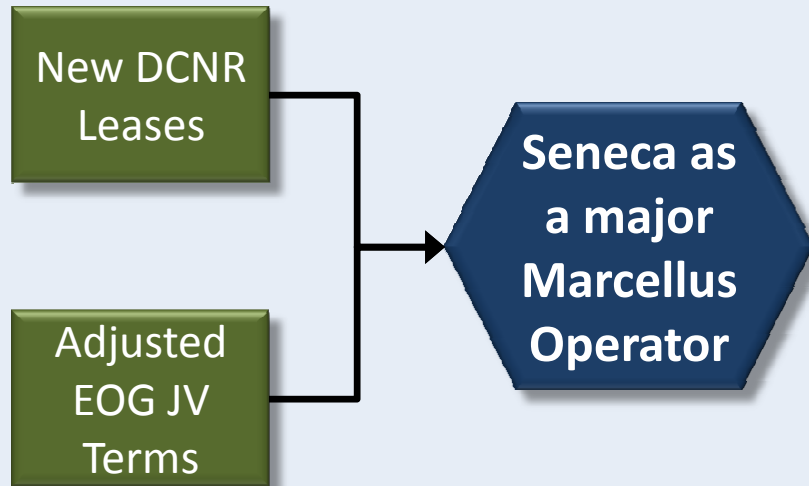 New DCNR
Leases
Adjusted
EOG JV
Terms
Seneca as
a major
Marcellus
Operator